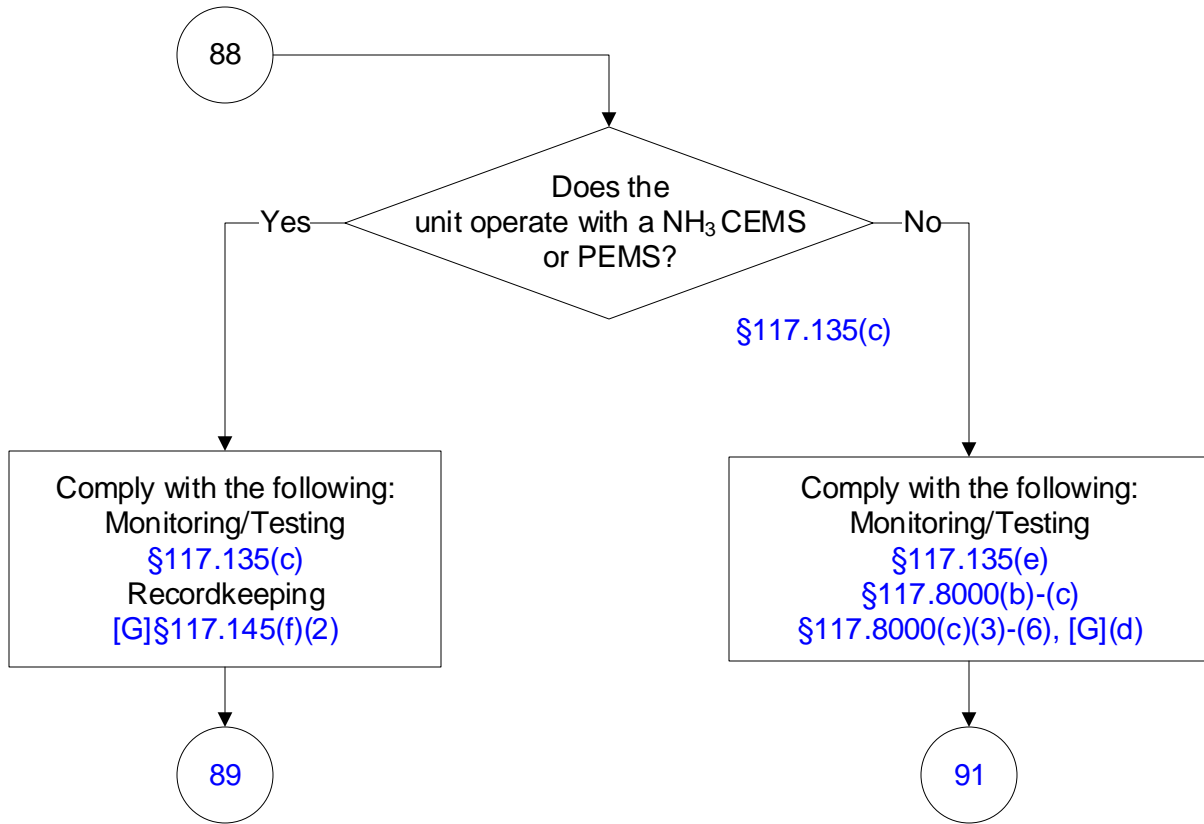 88
Does the
unit operate with a NH₃ CEMS
or PEMS?
Yes
No
§117.135(c)
Comply with the following:
Monitoring/Testing
§117.135(c)
Recordkeeping
[G]§117.145(f)(2)
Comply with the following:
Monitoring/Testing
§117.135(e)
§117.8000(b)-(c)
§117.8000(c)(3)-(6), [G](d)
89
91